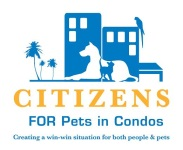 CITIZENS
FOR Pets in Condos
Creating a win-win situation for both people & pets